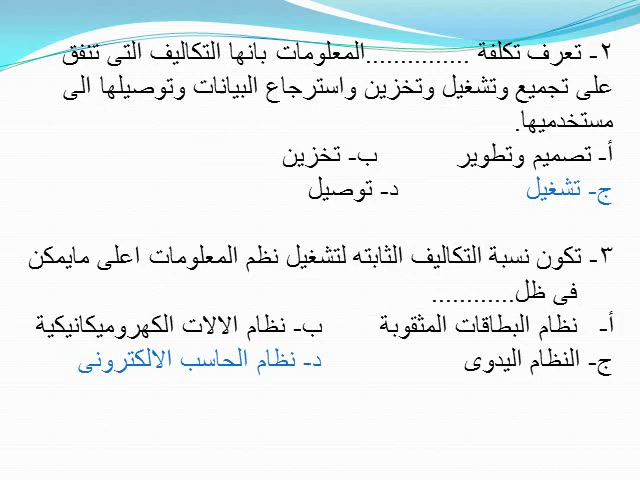 ٢- تعرف تكلفة ...............المعلومات بانها التكاليف التى تنفق
على تجميع وتشغيل وتخزين واسترجاع البيانات وتوصيلها الى
مستخدميها.
أ- تصميم وتطوير ب- تخزين
ج- تشغيل د- توصيل
٣- تكون نسبة التكاليف الثابته لتشغيل نظم المعلومات اعلى مايمكن
فى ظل............
أ- نظام البطاقات المثقوبة ب- نظام الالات الكهروميكانيكية
ج- النظام اليدوى د- نظام الحاسب الالكترونى